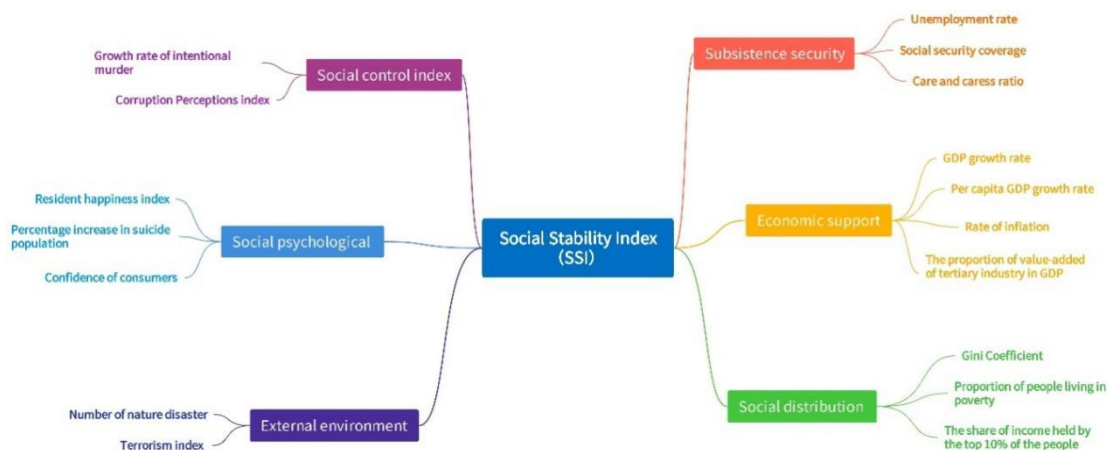 Growth rate of intentional
murder
Corruption Perceptions index
Social control index
Resident happiness index
Percentage increase in suicide
population
Confidence of consumers
Social psychological
Number of nature disaster
Terrorism index
External environment
Social Stability Index
(SSI)
Subsistence security
Unemployment rate
Social security coverage
Care and caress ratio
Economic support
GDP growth rate
Per capita GDP growth rate
Rate of inflation
The proportion of value-added
of tertiary industry in GDP
Social distribution
Gini Coefficient
Proportion of people living in
poverty
The share of income held by
the top 10% of the people